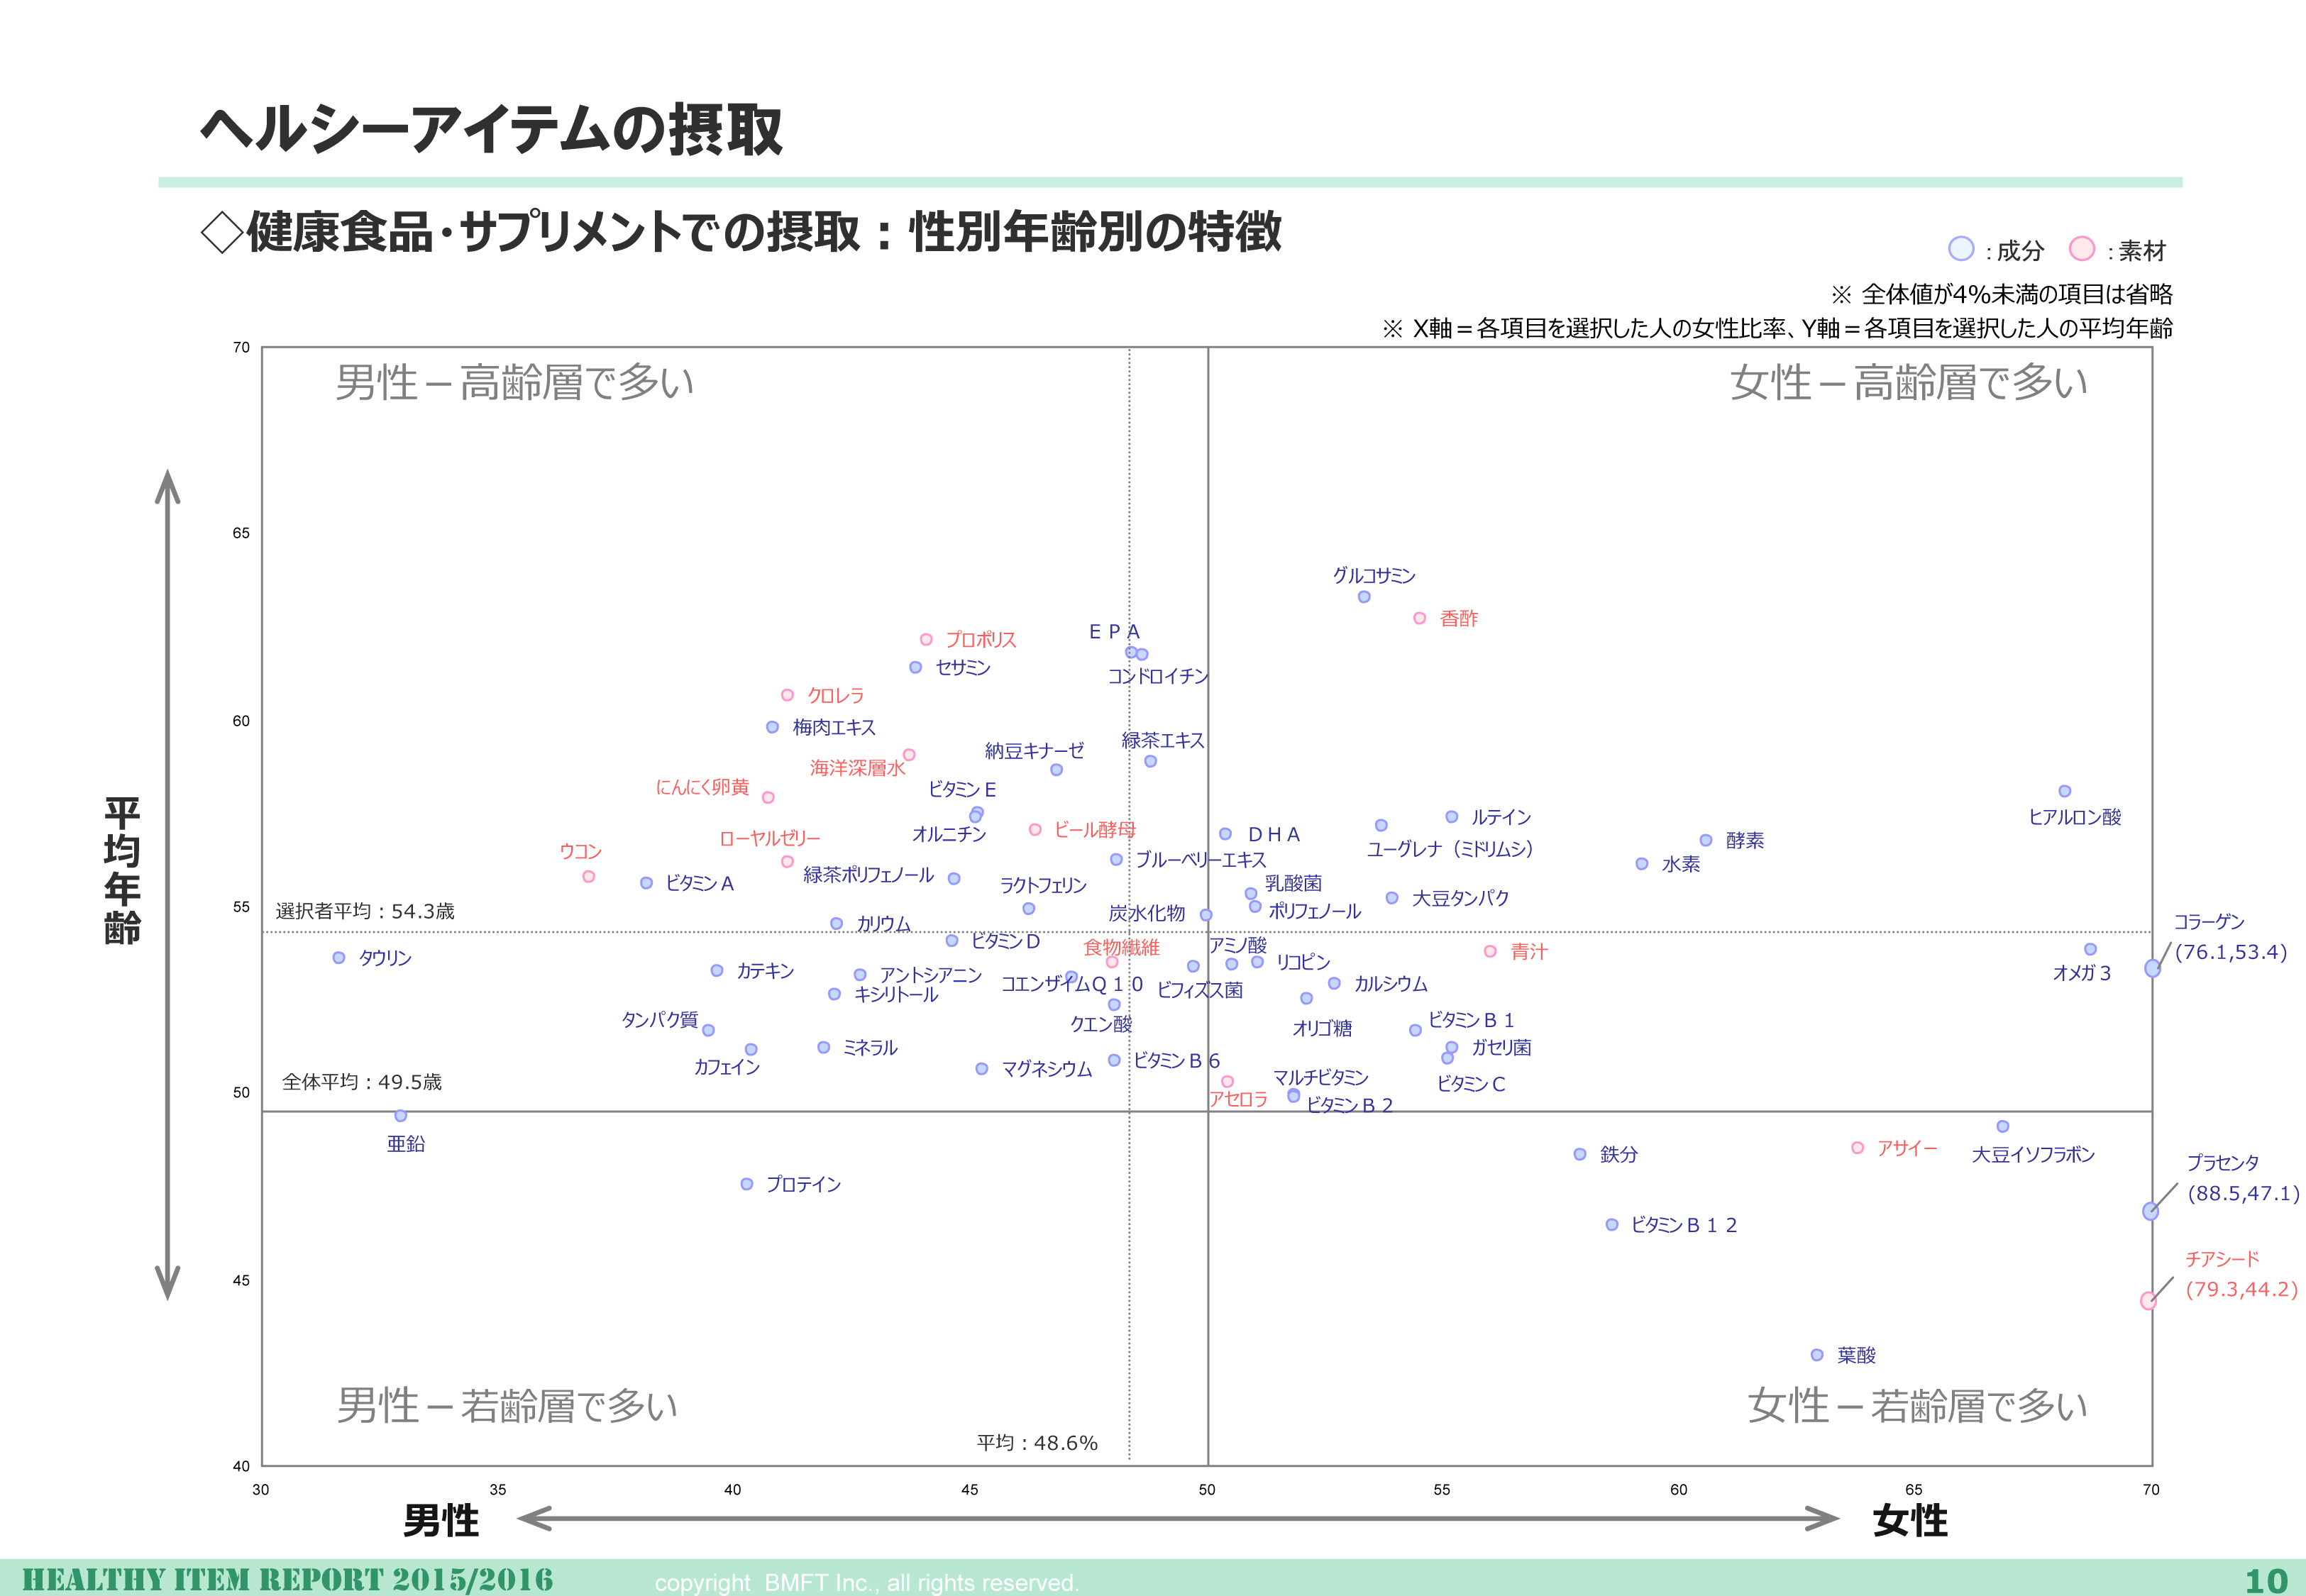 ヘルシーアイテムの摂取
◇健康食品・サプリメントでの摂取：性別年齢別の特徴
：成分　：素材
※ 全体値が4%未満の項目は省略
※ X軸＝各項目を選択した人の女性比率、Y軸＝各項目を選択した人の平均年齢
70
男性－高齢層で多い
女性－高齢層で多い
65
グルコサミン
香酢
ＥＰＡ
プロポリス
セサミン
コンドロイチン
クロレラ
60
梅肉エキス
緑茶エキス
納豆キナーゼ
海洋深層水
にんにく卵黄
ビタミンＥ
ヒアルロン酸
ルテイン
オルニチン
ビール酵母
ＤＨＡ
ローヤルゼリー
酵素
ユーグレナ（ミドリムシ）
ウコン
ブルーベリーエキス
水素
緑茶ポリフェノール
ビタミンＡ
ラクトフェリン
乳酸菌
大豆タンパク
55
選択者平均：54.3歳
炭水化物
ポリフェノール
カリウム
コラーゲン
(76.1,53.4)
ビタミンＤ
食物繊維
アミノ酸
青汁
タウリン
リコピン
カテキン
アントシアニン
オメガ３
コエンザイムＱ１０
ビフィズス菌
カルシウム
キシリトール
タンパク質
クエン酸
オリゴ糖
ビタミンＢ１
ミネラル
ガセリ菌
カフェイン
マグネシウム
ビタミンＢ６
マルチビタミン
ビタミンＣ
全体平均：49.5歳
50
アセロラ
ビタミンＢ２
亜鉛
鉄分
アサイー
大豆イソフラボン
プラセンタ
(88.5,47.1)
プロテイン
ビタミンＢ１２
チアシード
(79.3,44.2)
45
葉酸
男性－若齢層で多い
女性－若齢層で多い
平均：48.6%
40
30
35
40
45
50
55
60
65
70
平均年齢
男性
女性
HEALTHY ITEM REPORT 2015/2016
copyright BMFT Inc., all rights reserved.
10